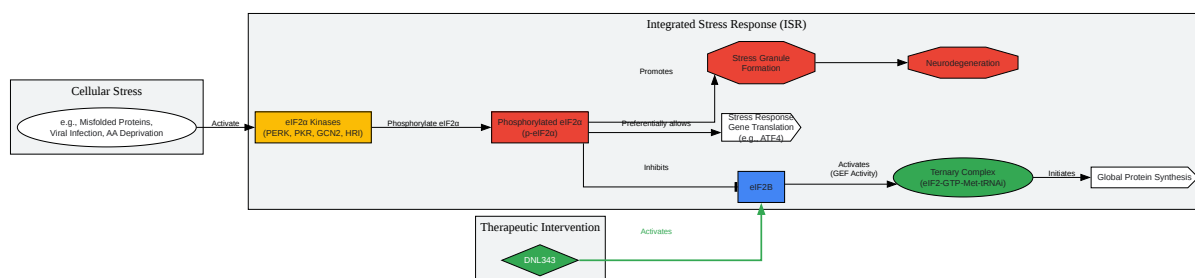 Integrated Stress Response (ISR)
Stress Granule
Formation
Neurodegeneration
Promotes
Cellular Stress
e.g., Misfolded Proteins,
Viral Infection, AA Deprivation
Activate
eIF2α Kinases
(PERK, PKR, GCN2, HRI)
Phosphorylate eIF2α
Phosphorylated eIF2α
(p-eIF2α)
Preferentially allows
Stress Response
Gene Translation
(e.g., ATF4)
Inhibits
eIF2B
Activates
(GEF Activity)
Ternary Complex
(eIF2-GTP-Met-tRNAi)
Initiates
Global Protein Synthesis
Therapeutic Intervention
Activates
DNL343